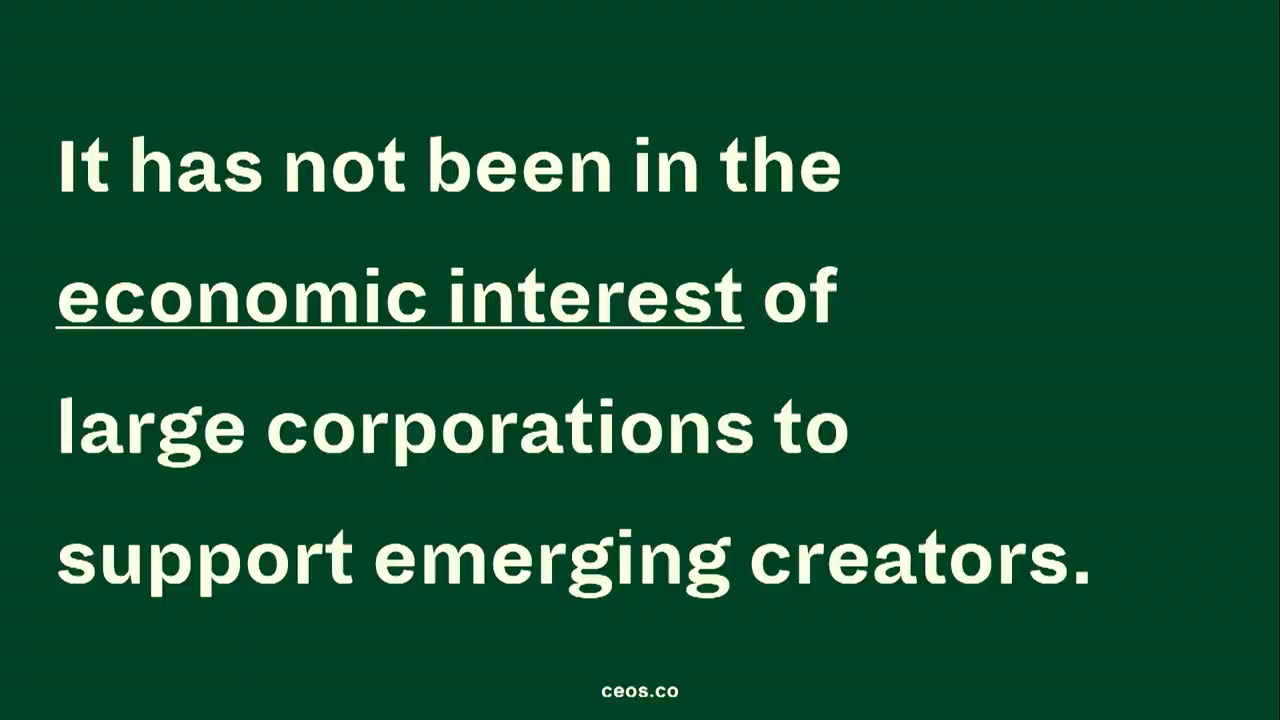 It has not been in the
economic interest of
large corporations to
support emerging creators.
ceos.co